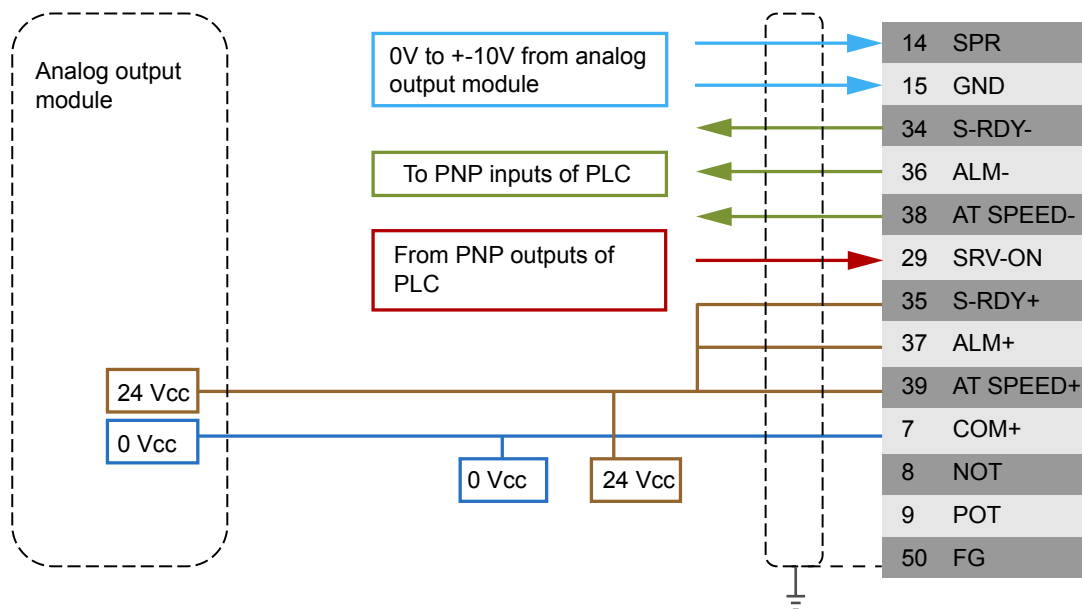 Analog output
module
0V to +-10V from analog
output module
To PNP inputs of PLC
From PNP outputs of
PLC
24 Vcc
0 Vcc
0 Vcc
24 Vcc
14 SPR
15 GND
34 S-RDY-
36 ALM-
38 AT SPEED-
29 SRV-ON
35 S-RDY+
37 ALM+
39 AT SPEED+
7 COM+
8 NOT
9 POT
50 FG